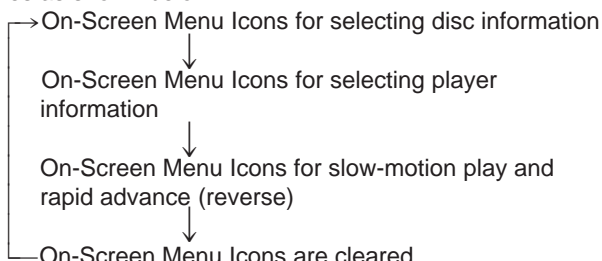 On-Screen Menu Icons for selecting disc information
On-Screen Menu Icons for selecting player
information
On-Screen Menu Icons for slow-motion play and
rapid advance (reverse)
On-Screen Menu Icons are cleared